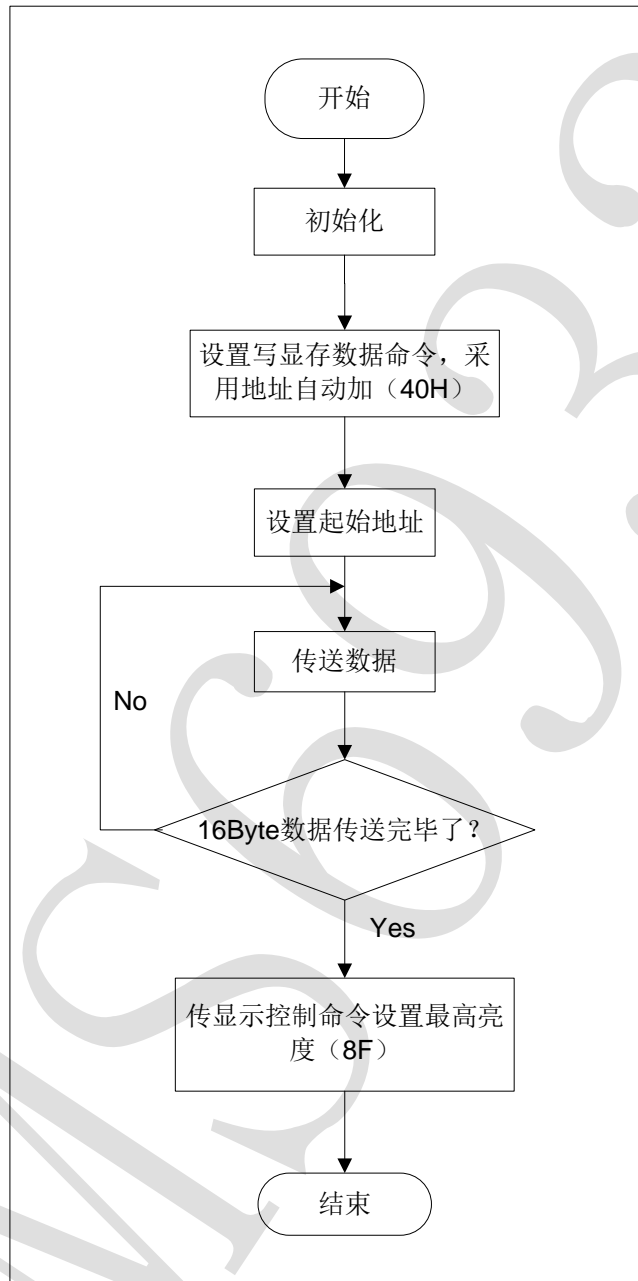 开始
初始化
设置写显存数据命令，采
用地址自动加（40H）
设置起始地址
传送数据
No
16Byte数据传送完毕了？
Yes
传显示控制命令设置最高亮
度（8F）
结束